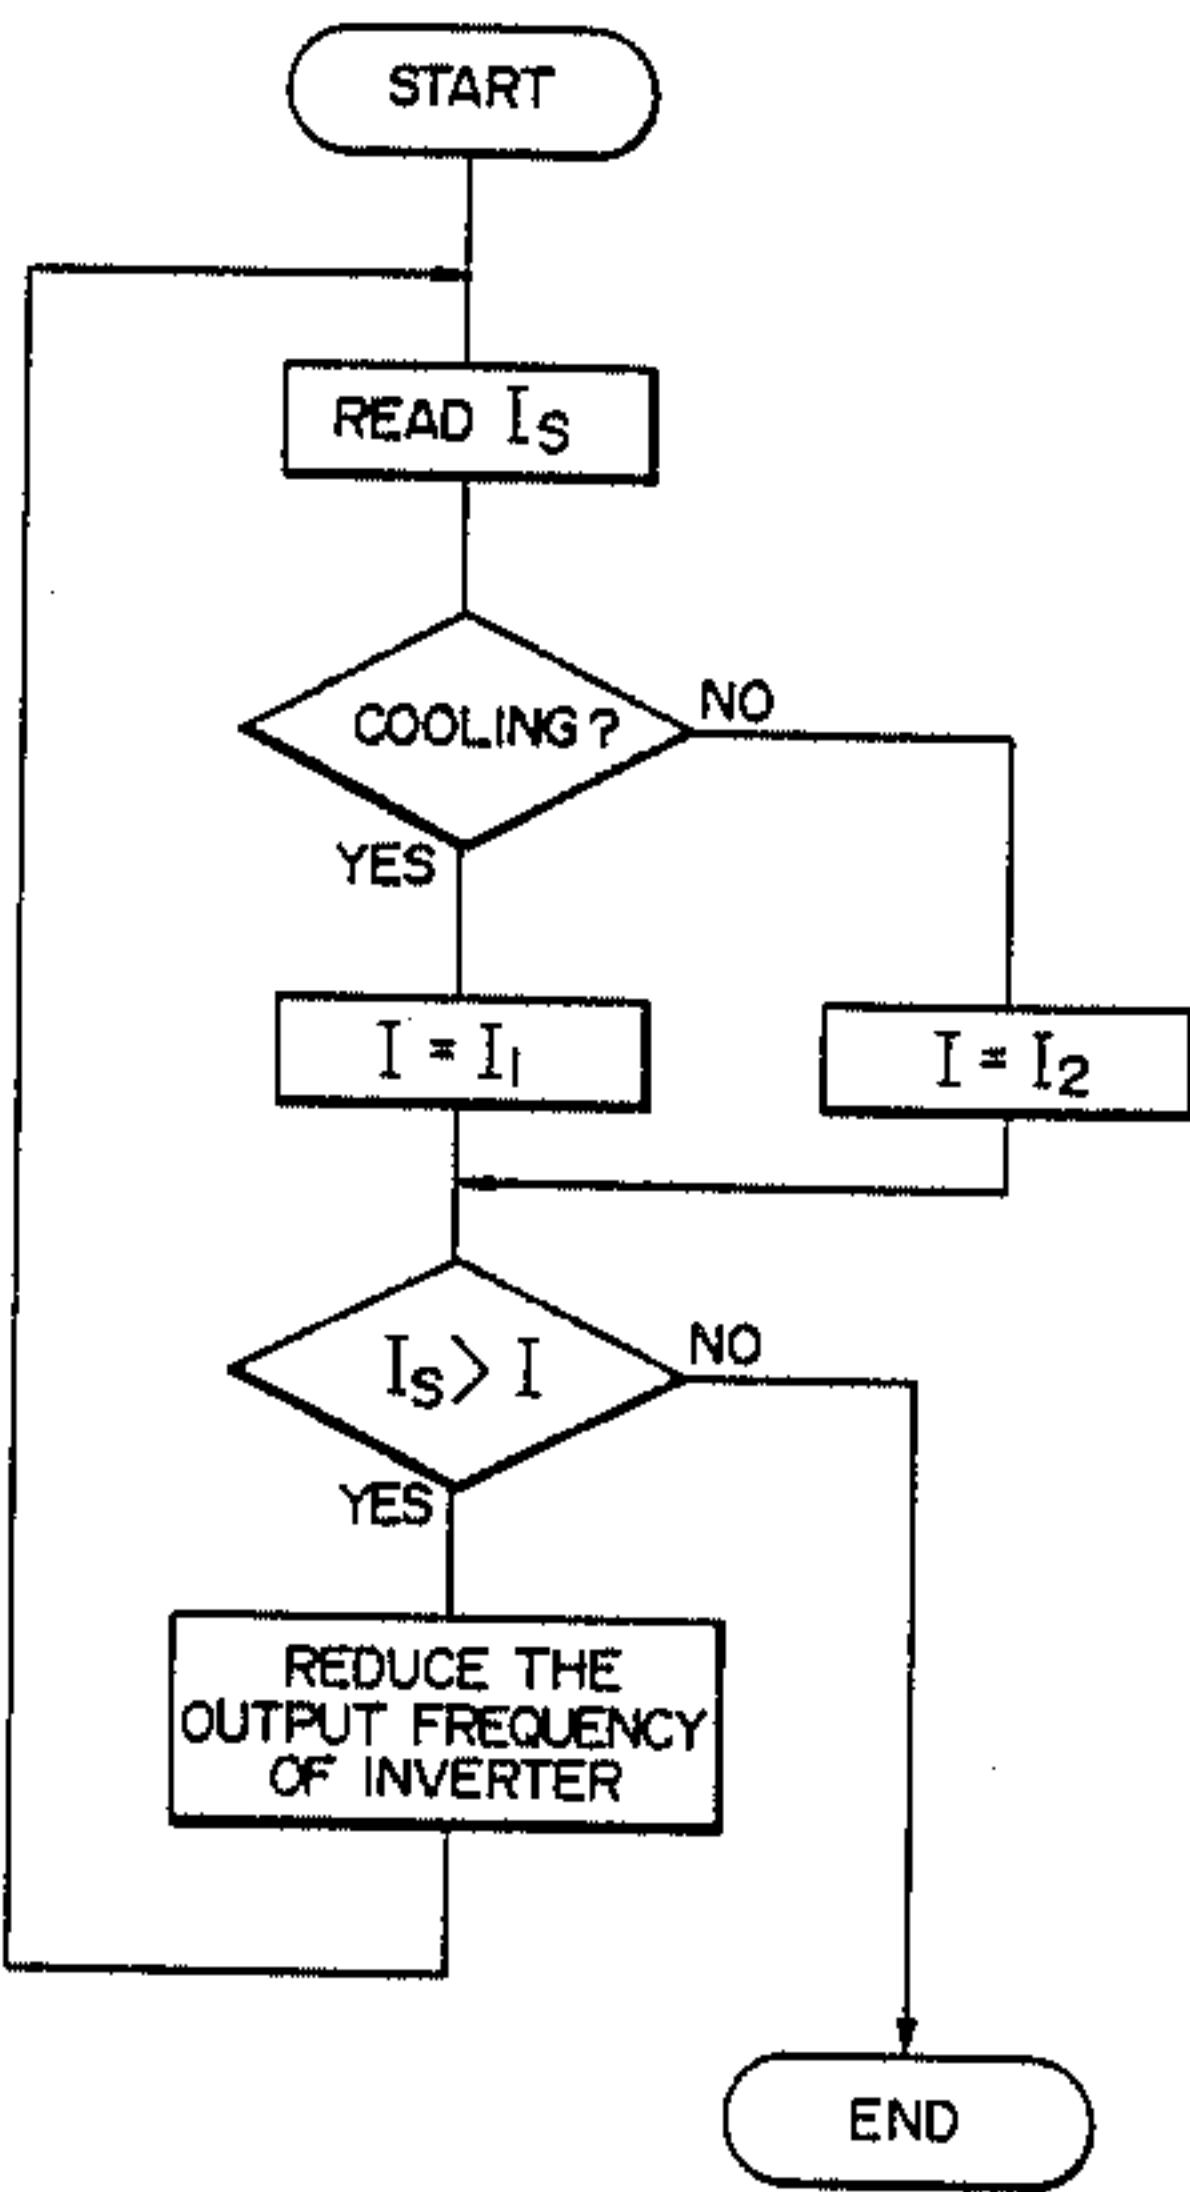 START
READ IS
COOLING?
NO
YES
I = I1
I = I2
IS > I
NO
YES
REDUCE THE
OUTPUT FREQUENCY
OF INVERTER
END